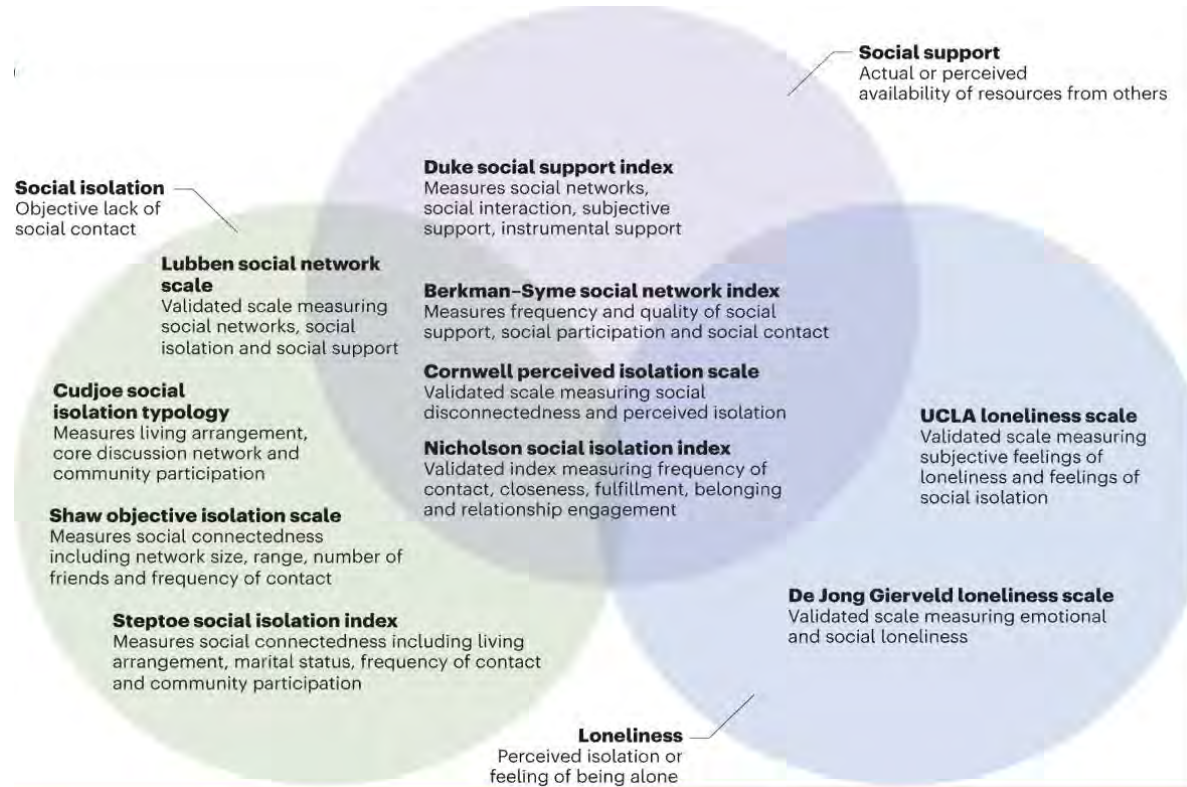 Social support
Actual or perceived
availability of resources from others
Duke social support index
Measures social networks,
social interaction, subjective
support, instrumental support
Social isolation
Objective lack of
social contact
Lubben social network
scale
Validated scale measuring
social networks, social
isolation and social support
Berkman–Syme social network index
Measures frequency and quality of social
support, social participation and social contact
Cornwell perceived isolation scale
Validated scale measuring social
disconnectedness and perceived isolation
Cudjoe social
isolation typology
Measures living arrangement,
core discussion network and
community participation
UCLA loneliness scale
Validated scale measuring
subjective feelings of
loneliness and feelings of
social isolation
Nicholson social isolation index
Validated index measuring frequency of
contact, closeness, fulfillment, belonging
and relationship engagement
Shaw objective isolation scale
Measures social connectedness
including network size, range, number of
friends and frequency of contact
De Jong Gierveld loneliness scale
Validated scale measuring emotional
and social loneliness
Steptoe social isolation index
Measures social connectedness including living
arrangement, marital status, frequency of contact
and community participation
Loneliness
Perceived isolation or
feeling of being alone